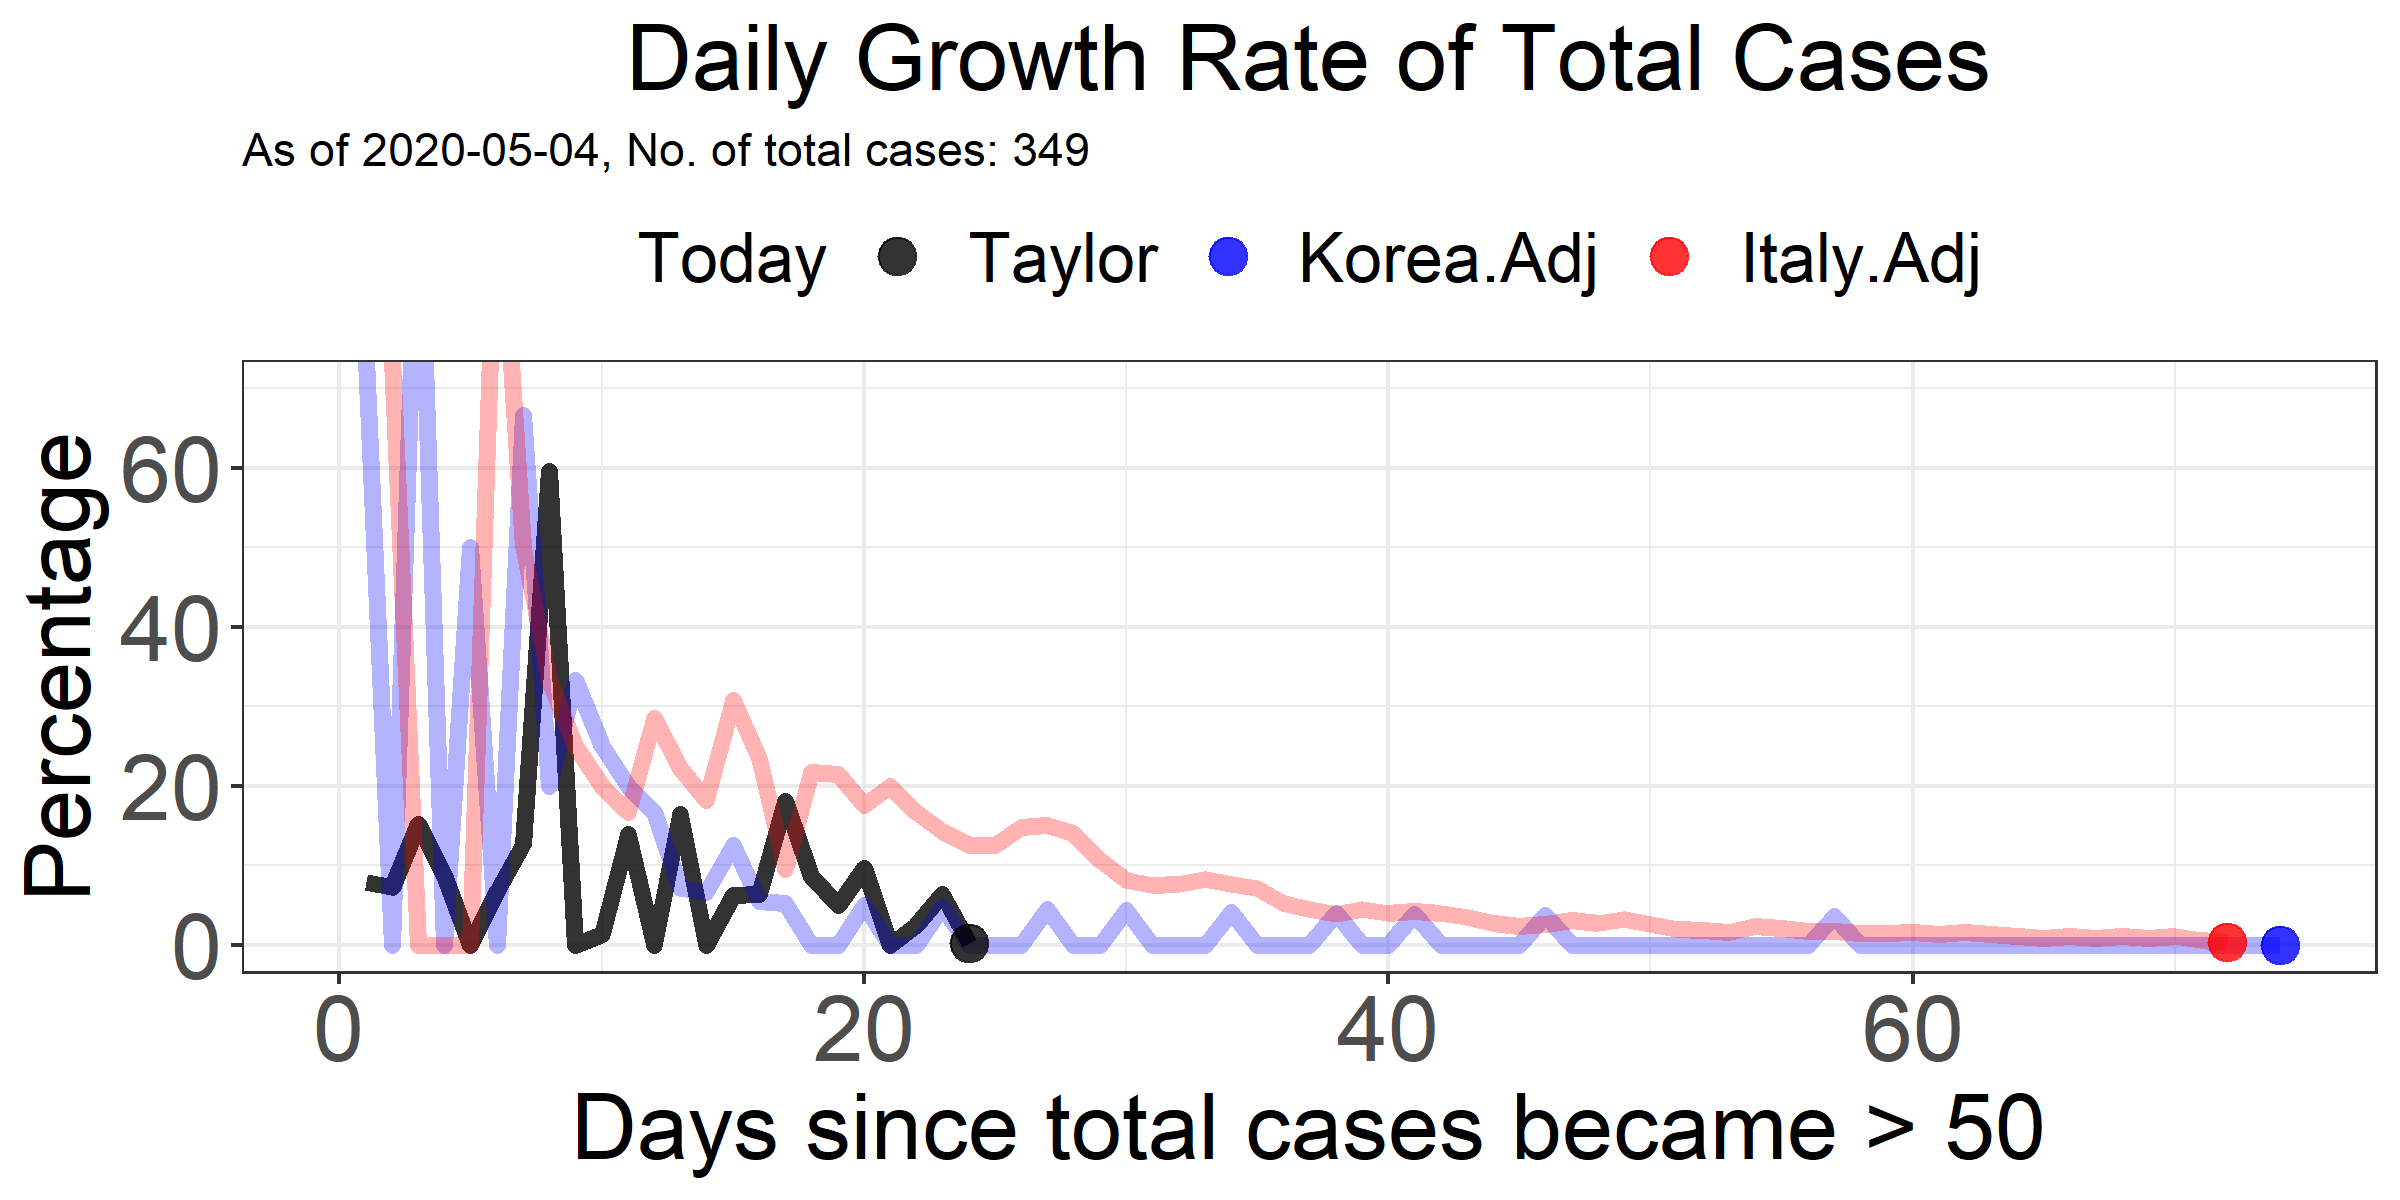 Daily Growth Rate of Total Cases
As of 2020-05-04, No. of total cases: 349
Today Taylor Korea.Adj Italy.Adj
Percentage
60
40
20
0
0 20 40 60
Days since total cases became > 50